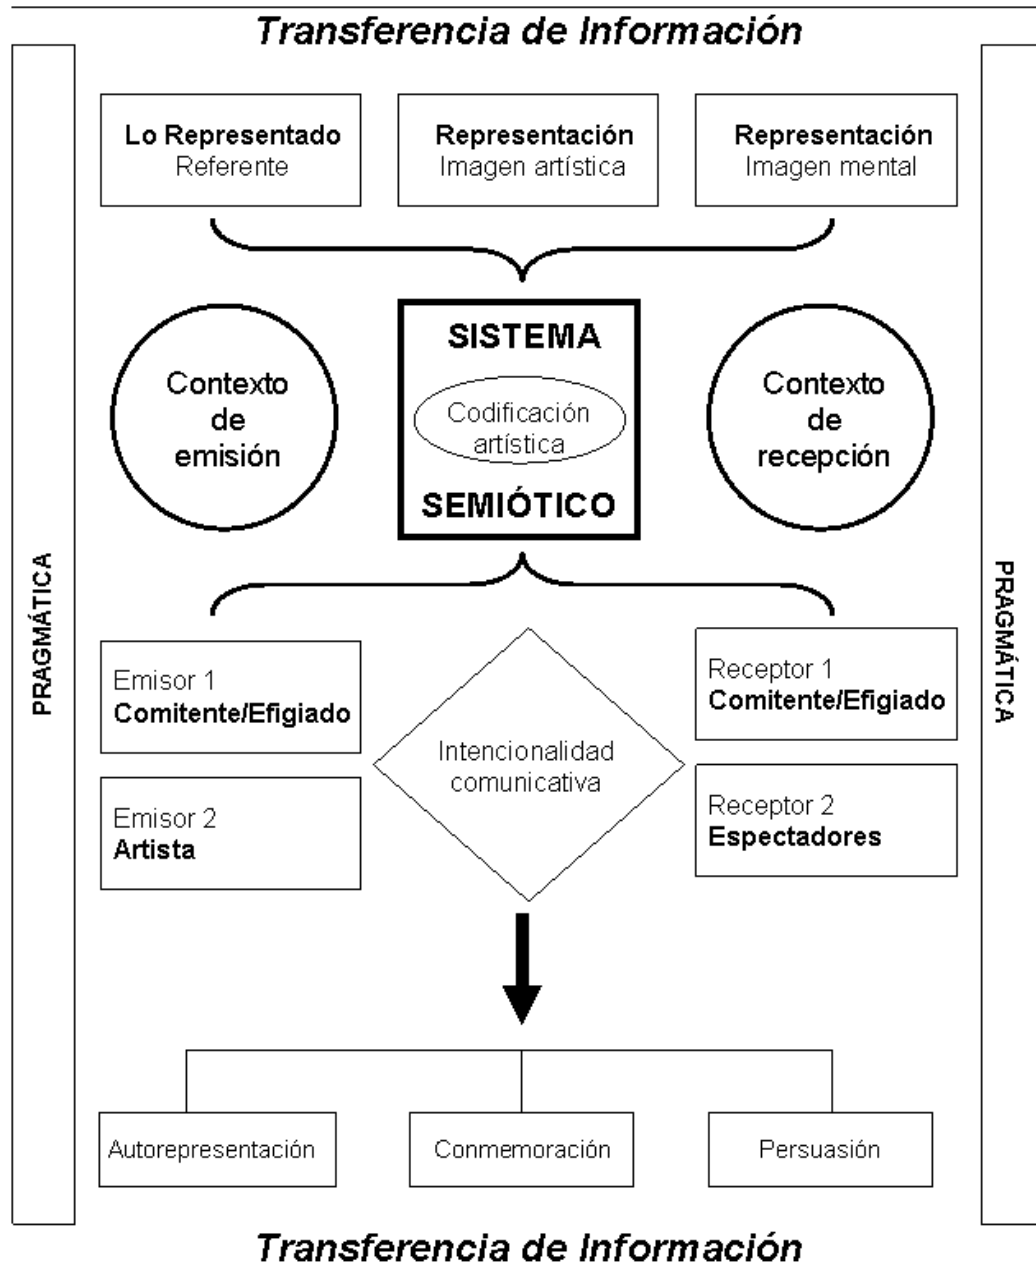 Transferencia de Información
Lo Representado
Referente
Representación
Imagen artística
Representación
Imagen mental
Contexto
de
emisión
SISTEMA
Codificación
artística
SEMIÓTICO
Contexto
de
recepción
PRAGMÁTICA
PRAGMÁTICA
Emisor 1
Comitente/Efigiado
Emisor 2
Artista
Intencionalidad
comunicativa
Receptor 1
Comitente/Efigiado
Receptor 2
Espectadores
Autorepresentación
Conmemoración
Persuasión
Transferencia de Información